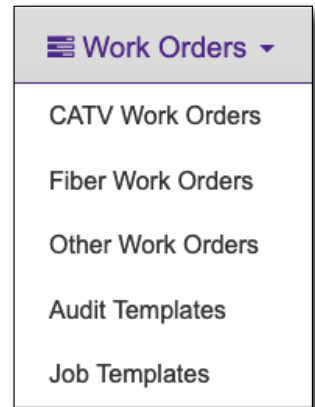 Work Orders
CATV Work Orders
Fiber Work Orders
Other Work Orders
Audit Templates
Job Templates